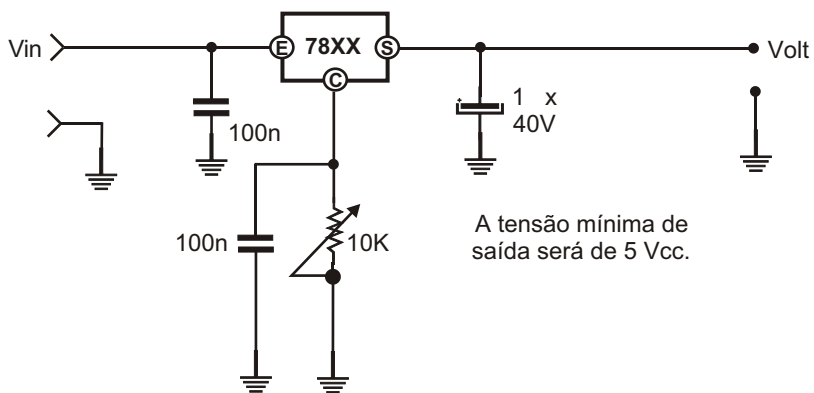 Vin
E
78XX
S
C
Volt
100n
+
1 x
40V
100n
10K
A tensão mínima de
saída será de 5 Vcc.